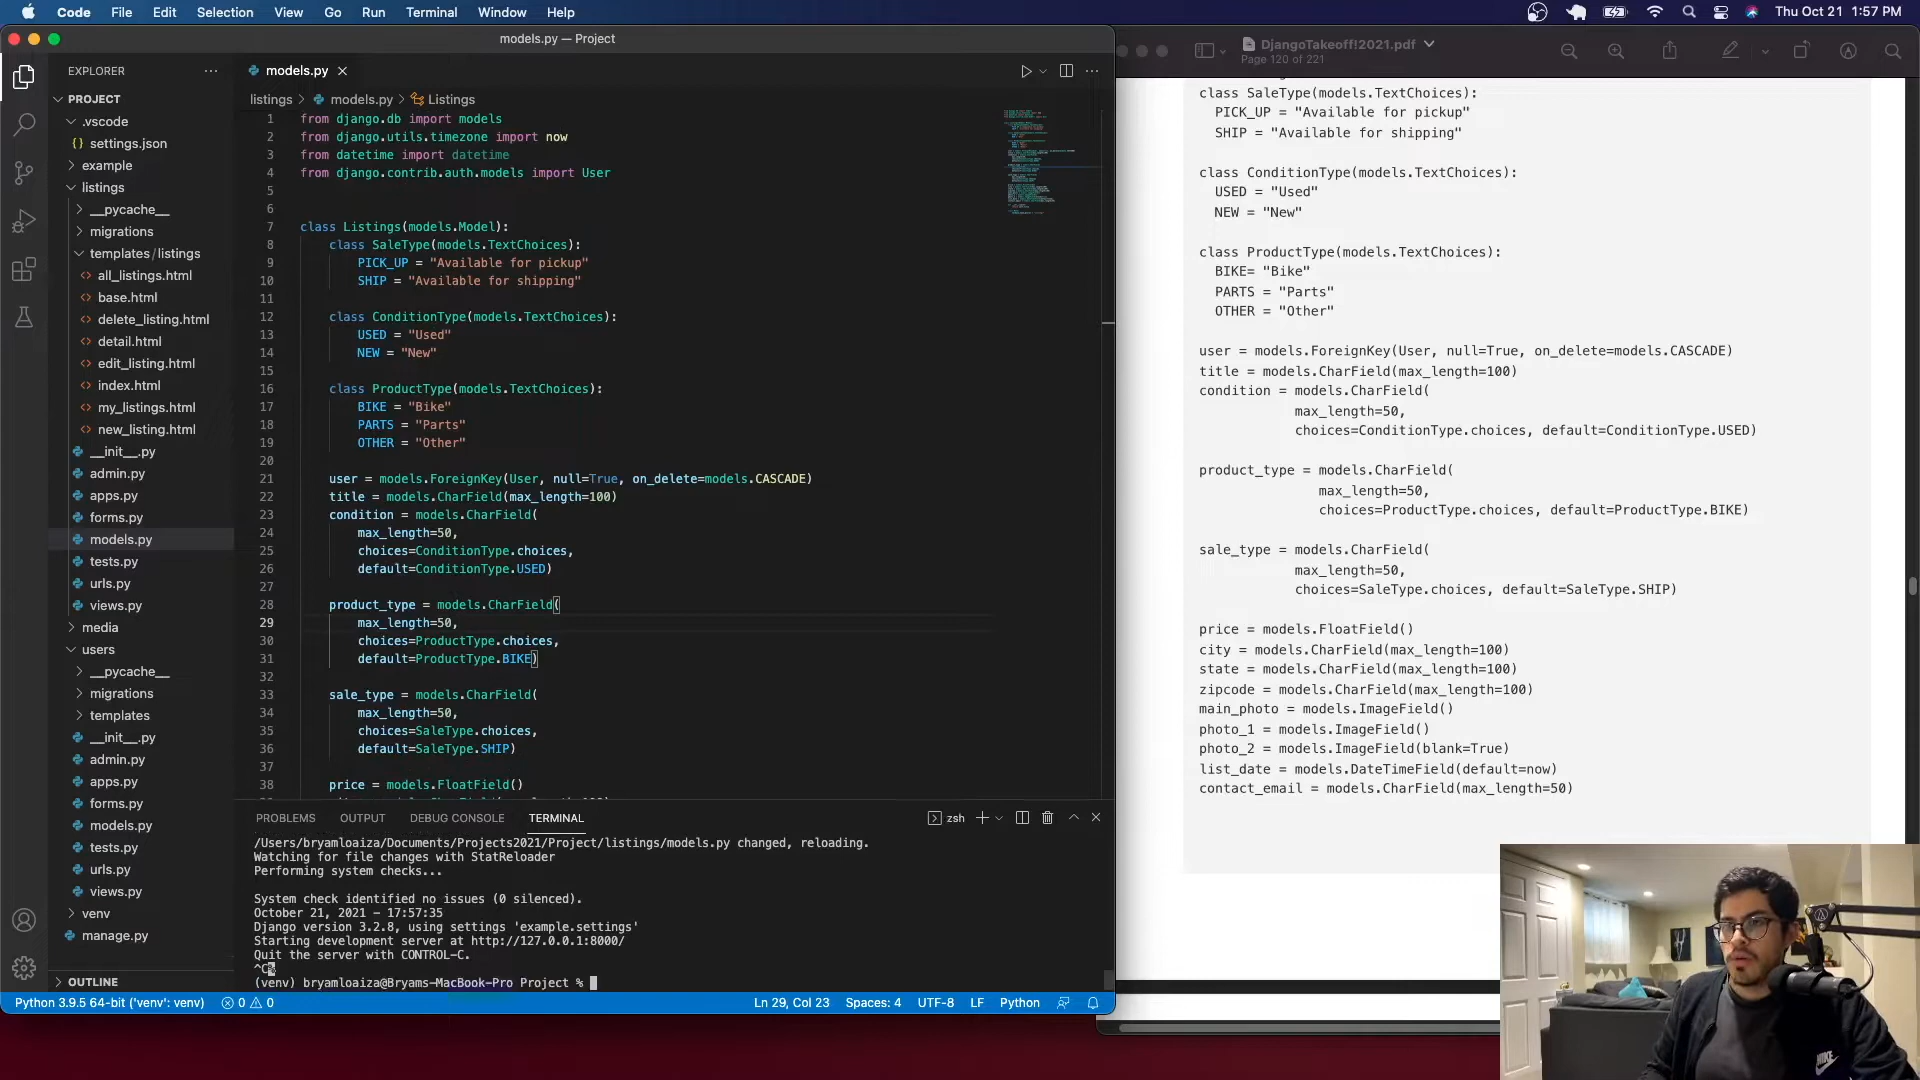 Code File Edit Selection View Go Run Terminal Window Help
Thu Oct 21 1:57 PM
models.py — Project
EXPLORER
PROJECT
.vscode
settings.json
example
listings
__pycache__
migrations
templates/listings
all_listings.html
base.html
delete_listing.html
detail.html
edit_listing.html
index.html
my_listings.html
new_listing.html
__init__.py
admin.py
apps.py
forms.py
models.py
tests.py
urls.py
views.py
media
users
__pycache__
migrations
templates
__init__.py
admin.py
apps.py
forms.py
models.py
tests.py
urls.py
views.py
venv
manage.py
OUTLINE
models.py
listings > models.py > Listings
1 from django.db import models
2 from django.utils.timezone import now
3 from datetime import datetime
4 from django.contrib.auth.models import User
5
6
7 class Listings(models.Model):
8 class SaleType(models.TextChoices):
9 PICK_UP = "Available for pickup"
10 SHIP = "Available for shipping"
11
12 class ConditionType(models.TextChoices):
13 USED = "Used"
14 NEW = "New"
15
16 class ProductType(models.TextChoices):
17 BIKE = "Bike"
18 PARTS = "Parts"
19 OTHER = "Other"
20
21 user = models.ForeignKey(User, null=True, on_delete=models.CASCADE)
22 title = models.CharField(max_length=100)
23 condition = models.CharField(
24 max_length=50,
25 choices=ConditionType.choices,
26 default=ConditionType.USED)
27
28 product_type = models.CharField(
29 max_length=50,
30 choices=ProductType.choices,
31 default=ProductType.BIKE)
32
33 sale_type = models.CharField(
34 max_length=50,
35 choices=SaleType.choices,
36 default=SaleType.SHIP)
37
38 price = models.FloatField()
PROBLEMS OUTPUT DEBUG CONSOLE TERMINAL
zsh
/Users/bryamloaiza/Documents/Projects2021/Project/listings/models.py changed, reloading.
Watching for file changes with StatReloader
Performing system checks...
System check identified no issues (0 silenced).
October 21, 2021 - 17:57:35
Django version 3.2.8, using settings 'example.settings'
Starting development server at http://127.0.0.1:8000/
Quit the server with CONTROL-C.
^C%
(venv) bryamloaiza@Bryams-MacBook-Pro Project %
Python 3.9.5 64-bit ('venv': venv) 0 0 Ln 29, Col 23 Spaces: 4 UTF-8 LF Python
DjangoTakeoff!2021.pdf
Page 120 of 221
class SaleType(models.TextChoices):
PICK_UP = "Available for pickup"
SHIP = "Available for shipping"
class ConditionType(models.TextChoices):
USED = "Used"
NEW = "New"
class ProductType(models.TextChoices):
BIKE= "Bike"
PARTS = "Parts"
OTHER = "Other"
user = models.ForeignKey(User, null=True, on_delete=models.CASCADE)
title = models.CharField(max_length=100)
condition = models.CharField(
max_length=50,
choices=ConditionType.choices, default=ConditionType.USED)
product_type = models.CharField(
max_length=50,
choices=ProductType.choices, default=ProductType.BIKE)
sale_type = models.CharField(
max_length=50,
choices=SaleType.choices, default=SaleType.SHIP)
price = models.FloatField()
city = models.CharField(max_length=100)
state = models.CharField(max_length=100)
zipcode = models.CharField(max_length=100)
main_photo = models.ImageField()
photo_1 = models.ImageField()
photo_2 = models.ImageField(blank=True)
list_date = models.DateTimeField(default=now)
contact_email = models.CharField(max_length=50)
NIKE